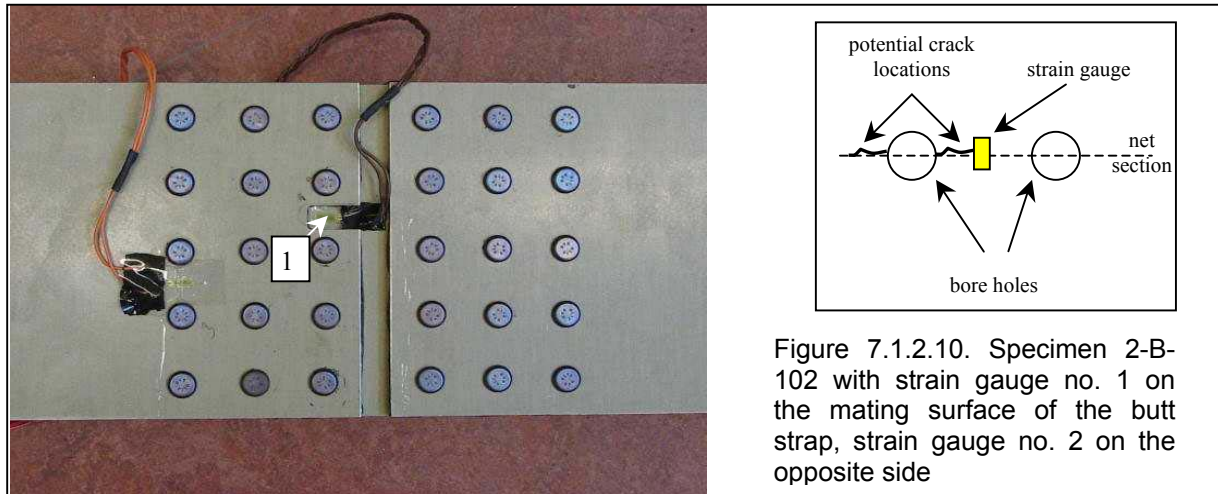 1
potential crack
locations
strain gauge
net
section
bore holes
Figure 7.1.2.10. Specimen 2-B-
102 with strain gauge no. 1 on
the mating surface of the butt
strap, strain gauge no. 2 on the
opposite side